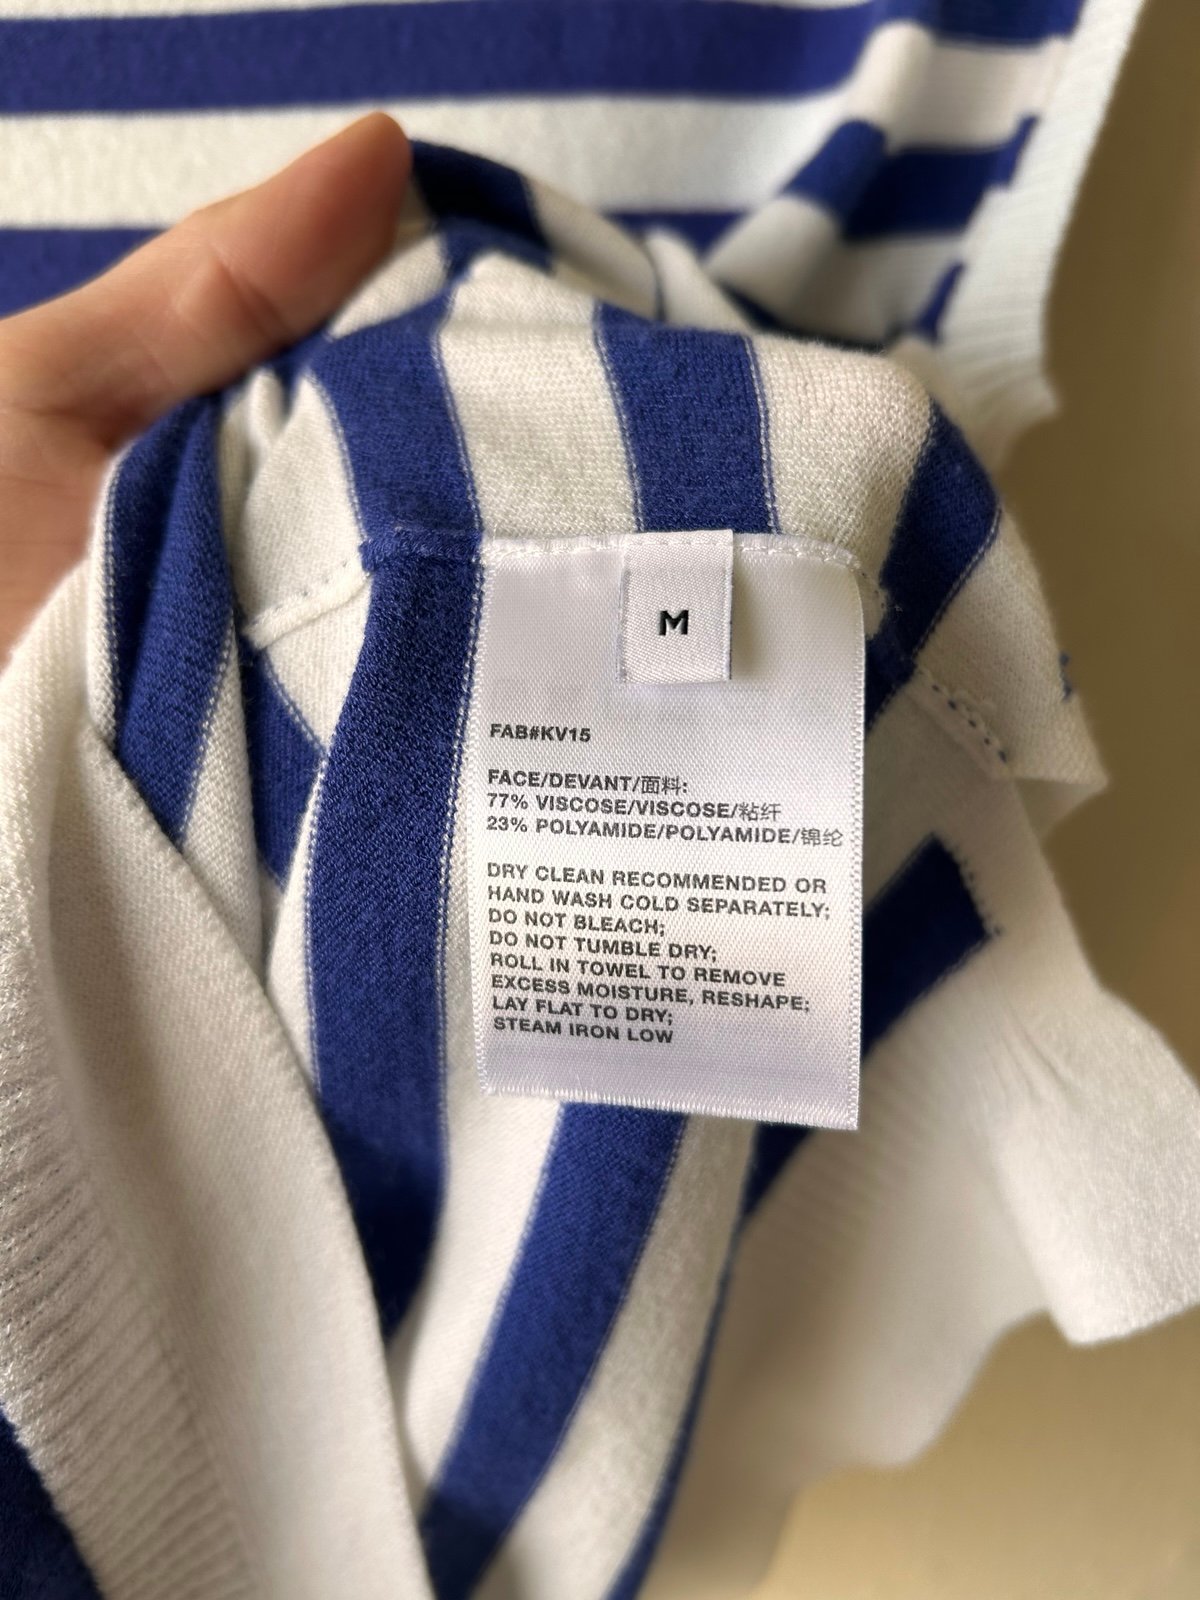 M
FAB#KV15
FACE/DEVANT/面料:
77% VISCOSE/VISCOSE/粘纤
23% POLYAMIDE/POLYAMIDE/锦纶
DRY CLEAN RECOMMENDED OR
HAND WASH COLD SEPARATELY;
DO NOT BLEACH;
DO NOT TUMBLE DRY;
ROLL IN TOWEL TO REMOVE
EXCESS MOISTURE, RESHAPE;
LAY FLAT TO DRY;
STEAM IRON LOW